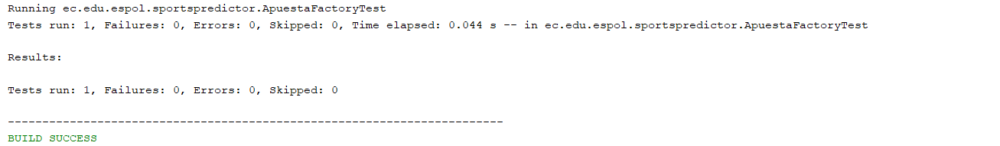 Running ec.edu.espol.sportspredictor.ApuestaFactoryTest
Tests run: 1, Failures: 0, Errors: 0, Skipped: 0, Time elapsed: 0.044 s -- in ec.edu.espol.sportspredictor.ApuestaFactoryTest
Results:
Tests run: 1, Failures: 0, Errors: 0, Skipped: 0
------------------------------------------------------------------------
BUILD SUCCESS